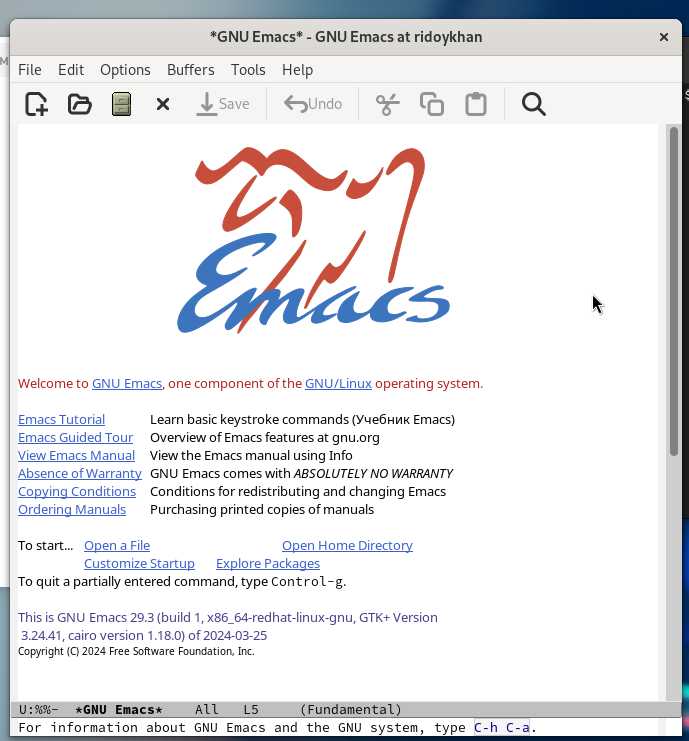 *GNU Emacs* - GNU Emacs at ridoykhan
File Edit Options Buffers Tools Help
Save Undo
Emacs
Welcome to GNU Emacs, one component of the GNU/Linux operating system.
Emacs Tutorial Learn basic keystroke commands (Учебник Emacs)
Emacs Guided Tour Overview of Emacs features at gnu.org
View Emacs Manual View the Emacs manual using Info
Absence of Warranty GNU Emacs comes with ABSOLUTELY NO WARRANTY
Copying Conditions Conditions for redistributing and changing Emacs
Ordering Manuals Purchasing printed copies of manuals
To start... Open a File Open Home Directory
Customize Startup Explore Packages
To quit a partially entered command, type Control-g.
This is GNU Emacs 29.3 (build 1, x86_64-redhat-linux-gnu, GTK+ Version
3.24.41, cairo version 1.18.0) of 2024-03-25
Copyright (C) 2024 Free Software Foundation, Inc.
U:%%- *GNU Emacs* All L5 (Fundamental)
For information about GNU Emacs and the GNU system, type C-h C-a.